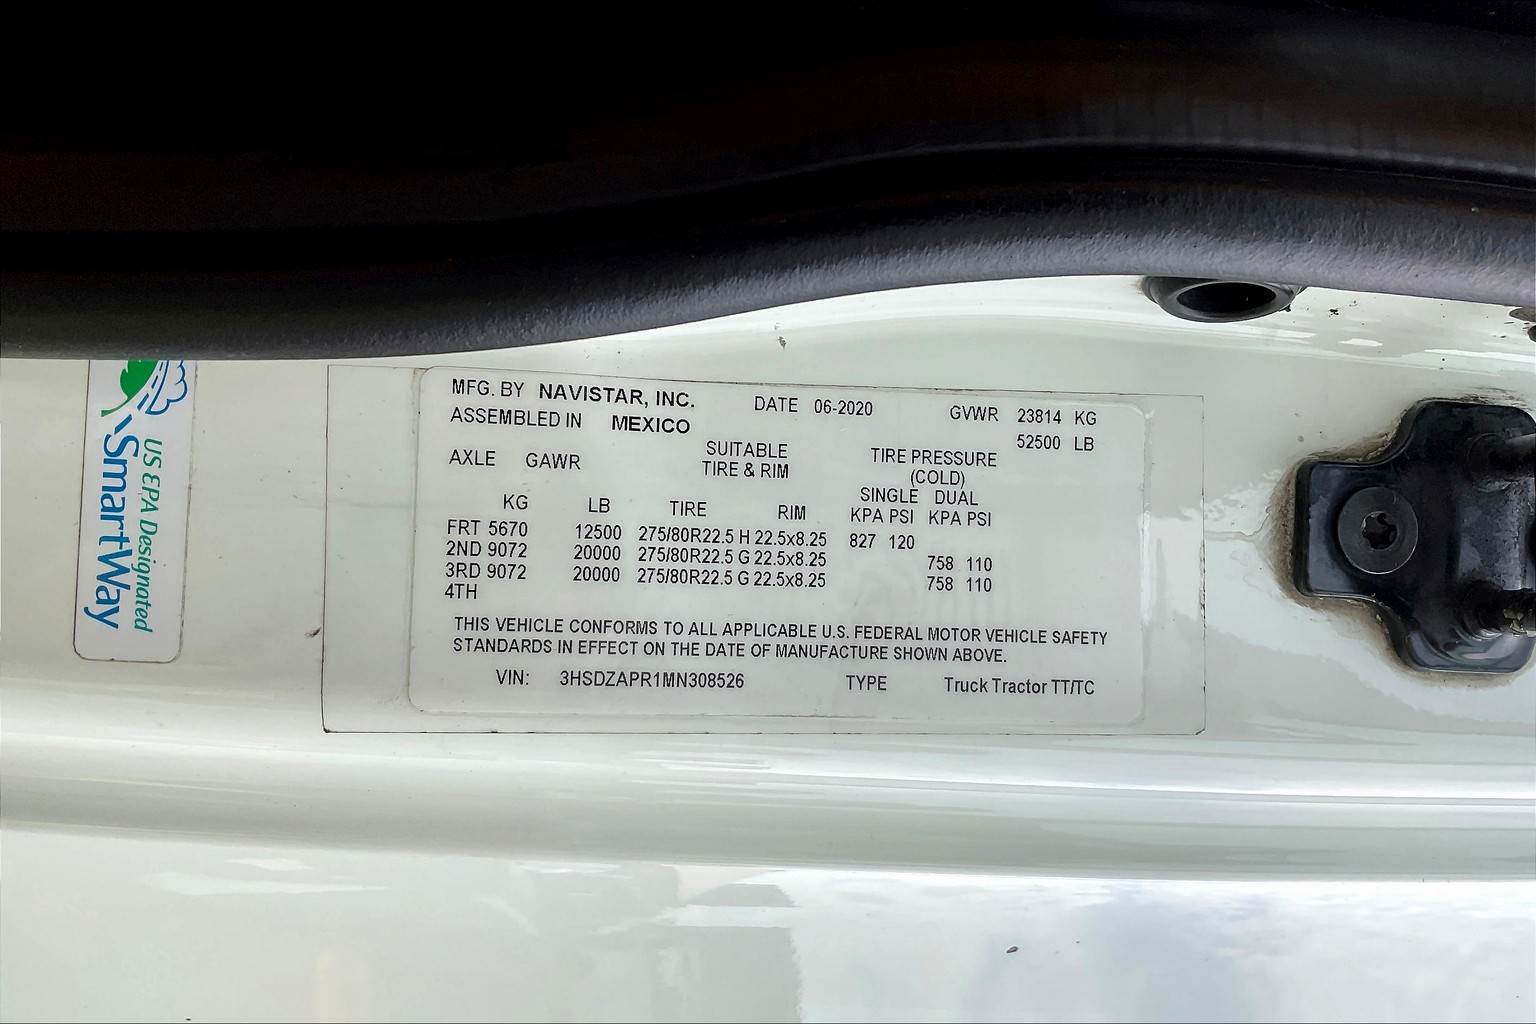 MFG. BY NAVISTAR, INC. DATE 06-2020 GVWR 23814 KG
ASSEMBLED IN MEXICO 52500 LB
AXLE GAWR SUITABLE TIRE PRESSURE
TIRE & RIM (COLD)
SINGLE DUAL
KG LB TIRE RIM KPA PSI KPA PSI
FRT 5670 12500 275/80R22.5 H 22.5x8.25 827 120
2ND 9072 20000 275/80R22.5 G 22.5x8.25 758 110
3RD 9072 20000 275/80R22.5 G 22.5x8.25 758 110
4TH
THIS VEHICLE CONFORMS TO ALL APPLICABLE U.S. FEDERAL MOTOR VEHICLE SAFETY
STANDARDS IN EFFECT ON THE DATE OF MANUFACTURE SHOWN ABOVE.
VIN: 3HSDZAPR1MN308526 TYPE Truck Tractor TT/TC
US EPA Designated
SmartWay